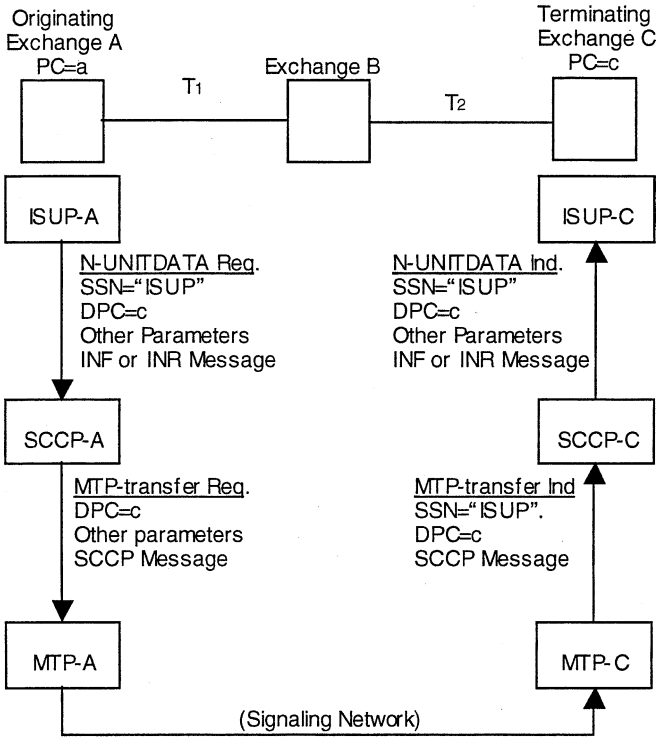 Originating
Exchange A
PC=a
Exchange B
Terminating
Exchange C
PC=c
T1
T2
ISUP-A
ISUP-C
N-UNITDATA Req.
SSN="ISUP"
DPC=c
Other Parameters
INF or INR Message
N-UNITDATA Ind.
SSN="ISUP"
DPC=c
Other Parameters
INF or INR Message
SCCP-A
SCCP-C
MTP-transfer Req.
DPC=c
Other parameters
SCCP Message
MTP-transfer Ind
SSN="ISUP".
DPC=c
SCCP Message
MTP-A
MTP-C
(Signaling Network)